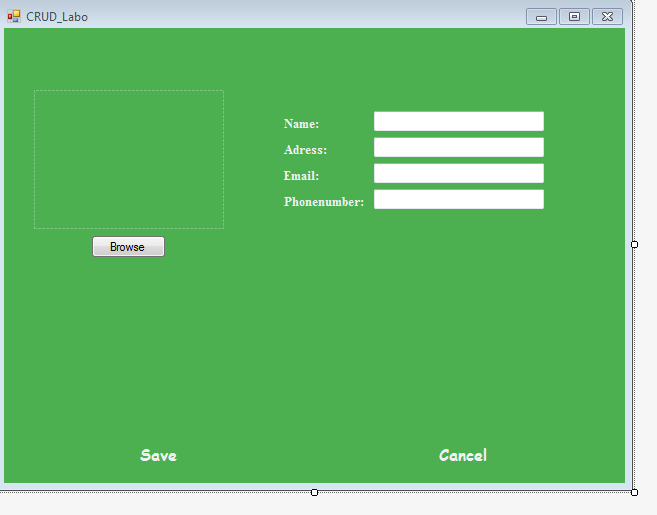 CRUD_Labo
Name:
Adress:
Email:
Phonenumber:
Browse
Save Cancel